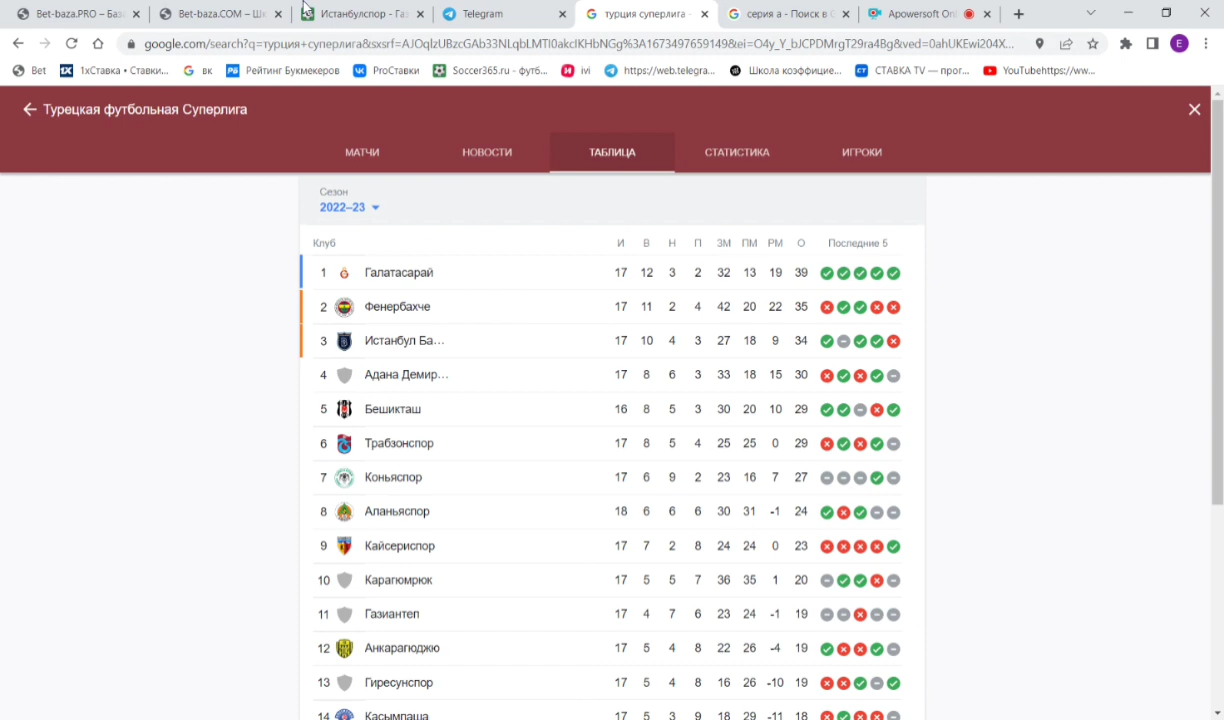 Bet-baza.PRO – Баз
Bet-baza.COM – Ш
Истанбулспор - Га
Telegram
турция суперлига -
серия а - Поиск в
Apowersoft Onl
google.com/search?q=турция+суперлига&sxsrf=
Bet
1xСтавка • Ставки...
вк
Рейтинг Букмекеров
ProСтавки
Soccer365.ru - футб...
ivi
https://web.telegra...
Школа коэффицие...
СТАВКА TV — прог...
YouTubehttps://ww...
E
Турецкая футбольная Суперлига
МАТЧИ НОВОСТИ ТАБЛИЦА СТАТИСТИКА ИГРОКИ
Сезон
2022–23
Клуб И В Н П ЗМ ПМ РМ О Последние 5
1 Галатасарай 17 12 3 2 32 13 19 39
2 Фенербахче 17 11 2 4 42 20 22 35
3 Истанбул Ба... 17 10 4 3 27 18 9 34
4 Адана Демир... 17 8 6 3 33 18 15 30
5 Бешикташ 16 8 5 3 30 20 10 29
6 Трабзонспор 17 8 5 4 25 25 0 29
7 Коньяспор 17 6 9 2 23 16 7 27
8 Аланьяспор 18 6 6 6 30 31 -1 24
9 Кайсериспор 17 7 2 8 24 24 0 23
10 Карагюмрюк 17 5 5 7 36 35 1 20
11 Газиантеп 17 4 7 6 23 24 -1 19
12 Анкарагюджю 17 5 4 8 22 26 -4 19
13 Гиресунспор 17 5 4 8 16 26 -10 19
14 Касымпаша 17 5 3 9 18 29 -11 18